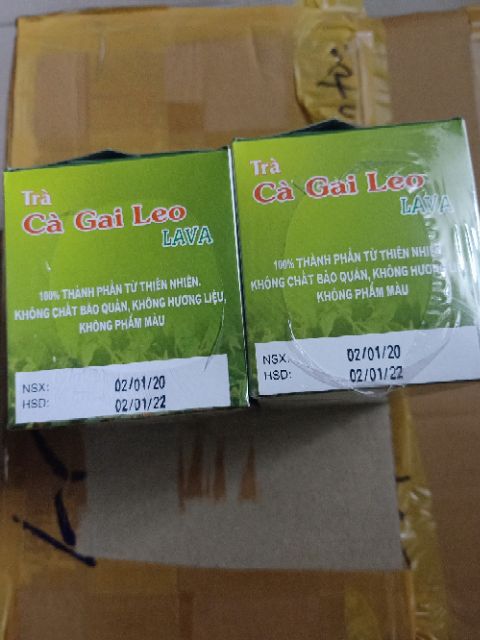 Trà
Cà Gai Leo
LAVA
100% THÀNH PHẦN TỪ THIÊN NHIÊN.
KHÔNG CHẤT BẢO QUẢN, KHÔNG HƯƠNG LIỆU,
KHÔNG PHẨM MÀU
NSX: 02/01/20
HSD: 02/01/22
Trà
Cà Gai Leo
LAVA
100% THÀNH PHẦN TỪ THIÊN NHIÊN.
KHÔNG CHẤT BẢO QUẢN, KHÔNG HƯƠNG
KHÔNG PHẨM MÀU
NSX: 02/01/20
HSD: 02/01/22